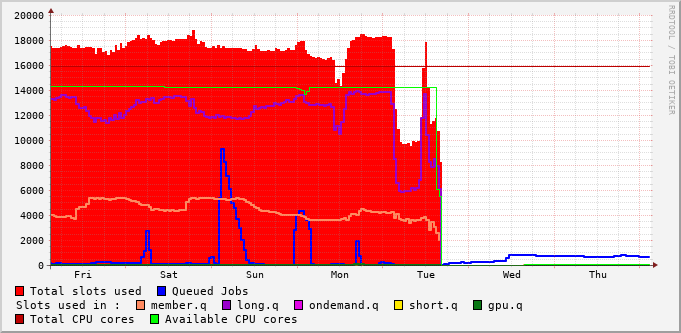 20000
18000
16000
14000
12000
10000
8000
6000
4000
2000
0
Fri Sat Sun Mon Tue Wed Thu
RRDTOOL / TOBI OETIKER
Total slots used Queued Jobs
Slots used in : member.q long.q ondemand.q short.q gpu.q
Total CPU cores Available CPU cores